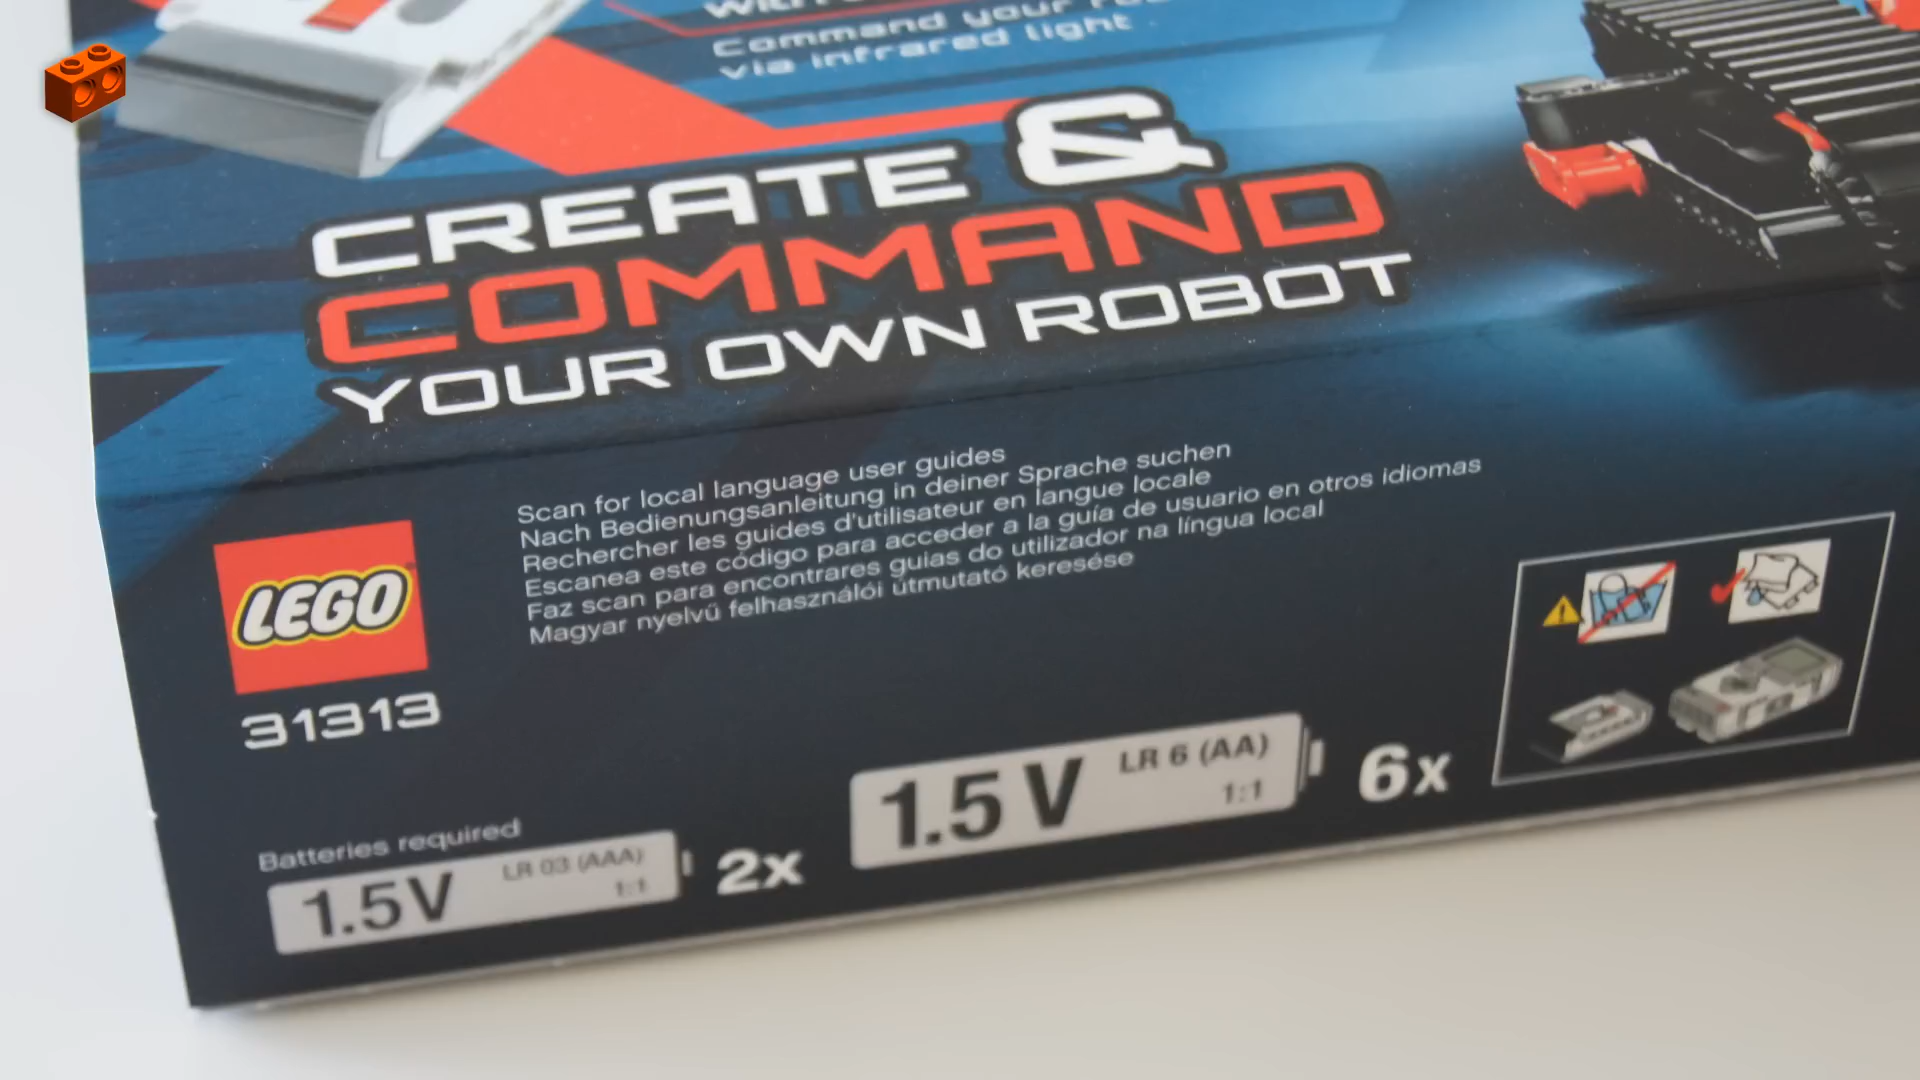 Command your
via infrared light
CREATE &
COMMAND
YOUR OWN ROBOT
Scan for local language user guides
Nach Bedienungsanleitung in deiner Sprache suchen
Rechercher les guides d'utilisateur en langue locale
Escanea este código para acceder a la guía de usuario en otros idiomas
Faz scan para encontrares guias do utilizador na língua local
Magyar nyelvű felhasználói útmutató keresése
LEGO
31313
Batteries required
1.5V LR 03 (AAA)
1:1
2x
1.5 V LR 6 (AA)
1:1
6x